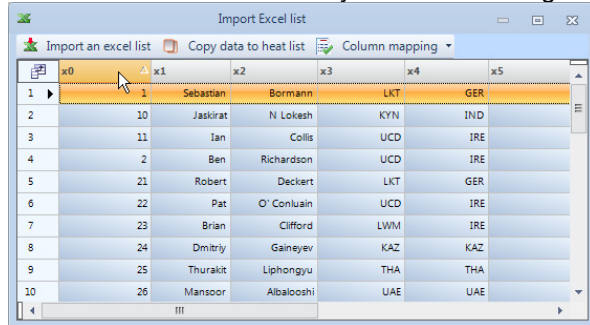 Import Excel list
Import an excel list Copy data to heat list Column mapping
x0 x1 x2 x3 x4 x5
1 1 Sebastian Bormann LKT GER
2 10 Jaskirat N Lokesh KYN IND
3 11 Ian Collis UCD IRE
4 2 Ben Richardson UCD IRE
5 21 Robert Deckert LKT GER
6 22 Pat O' Conluain UCD IRE
7 23 Brian Clifford LWM IRE
8 24 Dmitriy Gaineyev KAZ KAZ
9 25 Thurakit Liphongyu THA THA
10 26 Mansoor Albalooshi UAE UAE